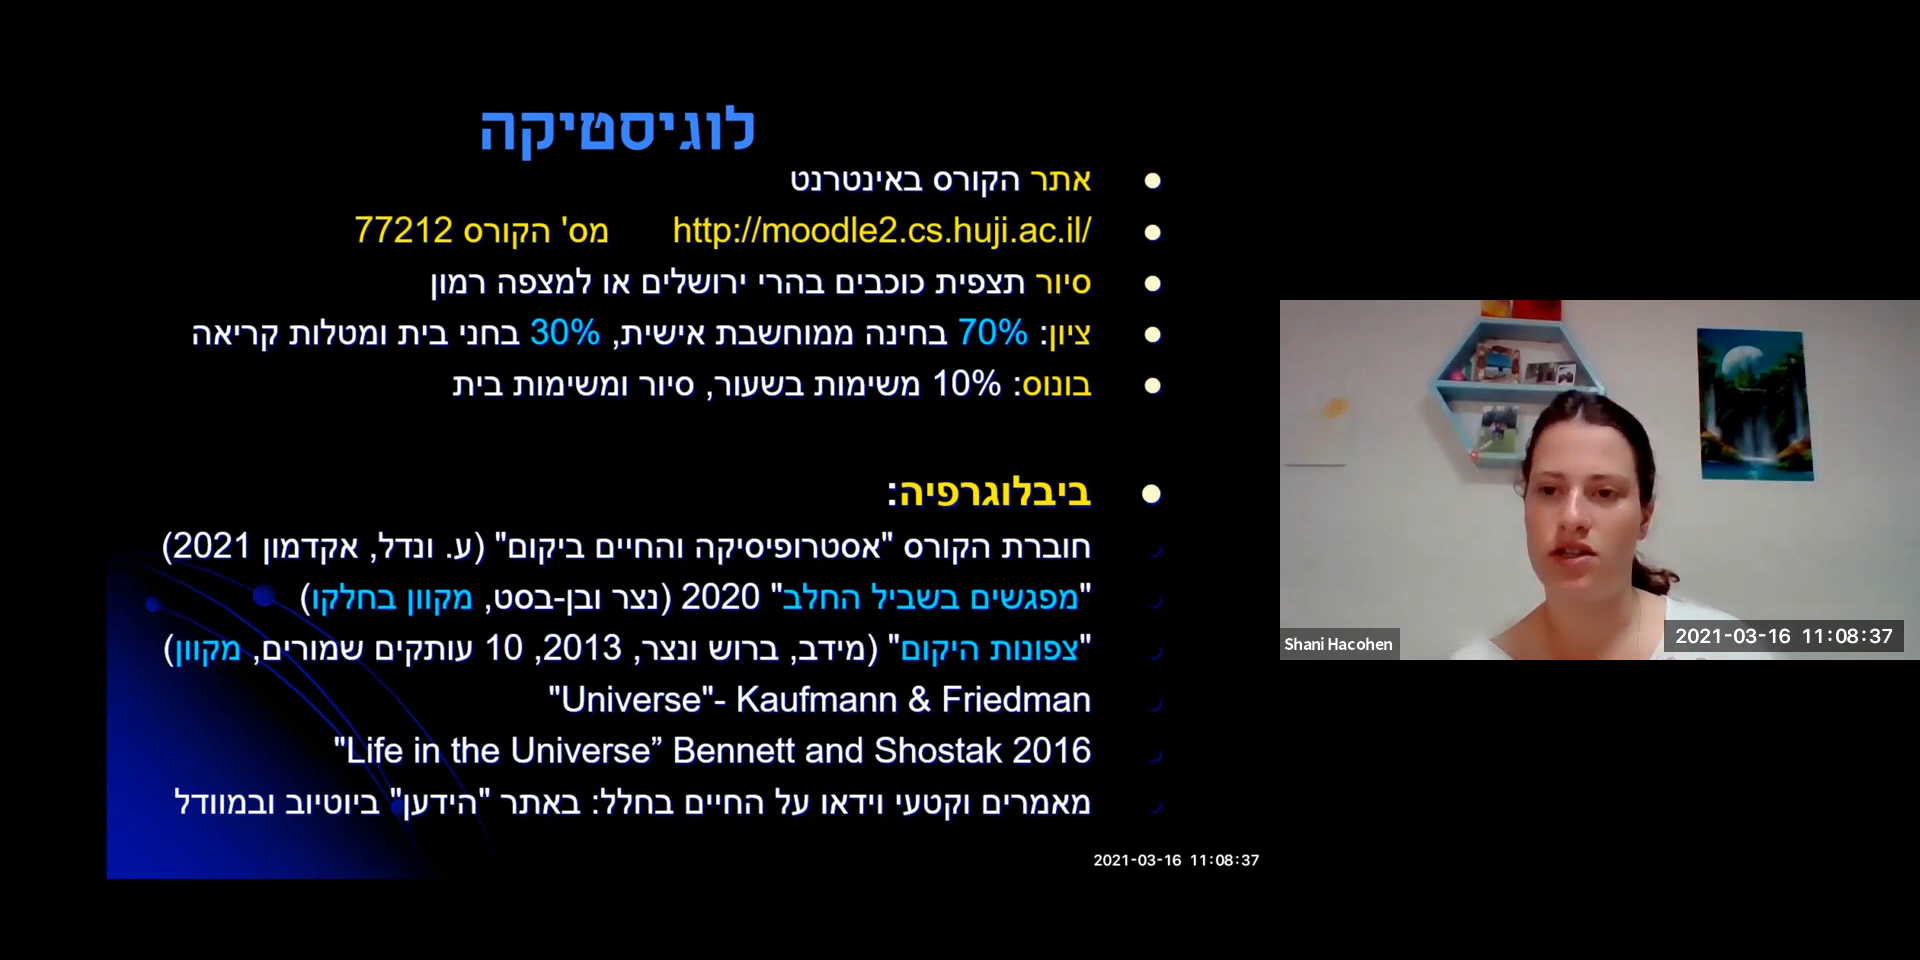 לוגיסטיקה
אתר הקורס באינטרנט
http://moodle2.cs.huji.ac.il/ מס' הקורס 77212
סיור תצפית כוכבים בהרי ירושלים או למצפה רמון
ציון: 70% בחינה ממוחשבת אישית, 30% בחני בית ומטלות קריאה
בונוס: 10% משימות בשעור, סיור ומשימות בית
ביבלוגרפיה:
חוברת הקורס "אסטרופיסיקה והחיים ביקום" (ע. ונדל, אקדמון 2021)
"מפגשים בשביל החלב" 2020 (נצר ובן-בסט, מקוון בחלקו)
"צפונות היקום" (מידב, ברוש ונצר, 2013, 10 עותקים שמורים, מקוון)
"Universe"- Kaufmann & Friedman
"Life in the Universe” Bennett and Shostak 2016
מאמרים וקטעי וידאו על החיים בחלל: באתר "הידען" ביוטיוב ובמוודל
2021-03-16 11:08:37
Shani Hacohen
2021-03-16 11:08:37